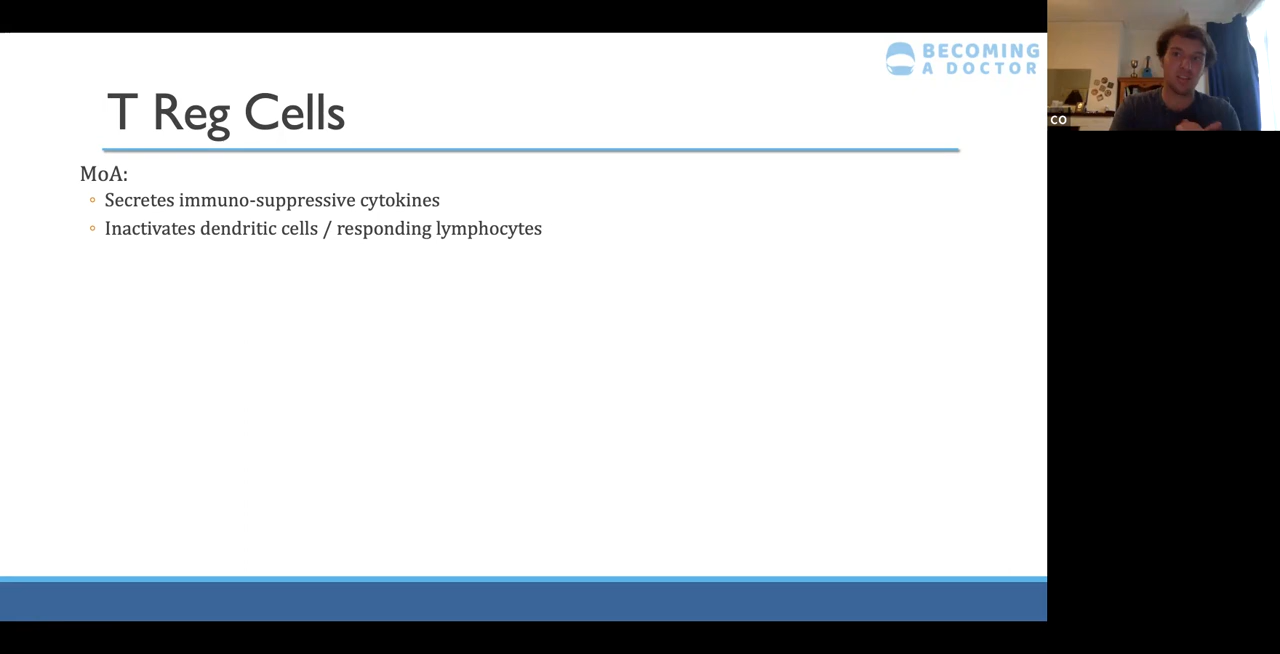 BECOMING
A DOCTOR
T Reg Cells
MoA:
◦ Secretes immuno-suppressive cytokines
◦ Inactivates dendritic cells / responding lymphocytes
CO